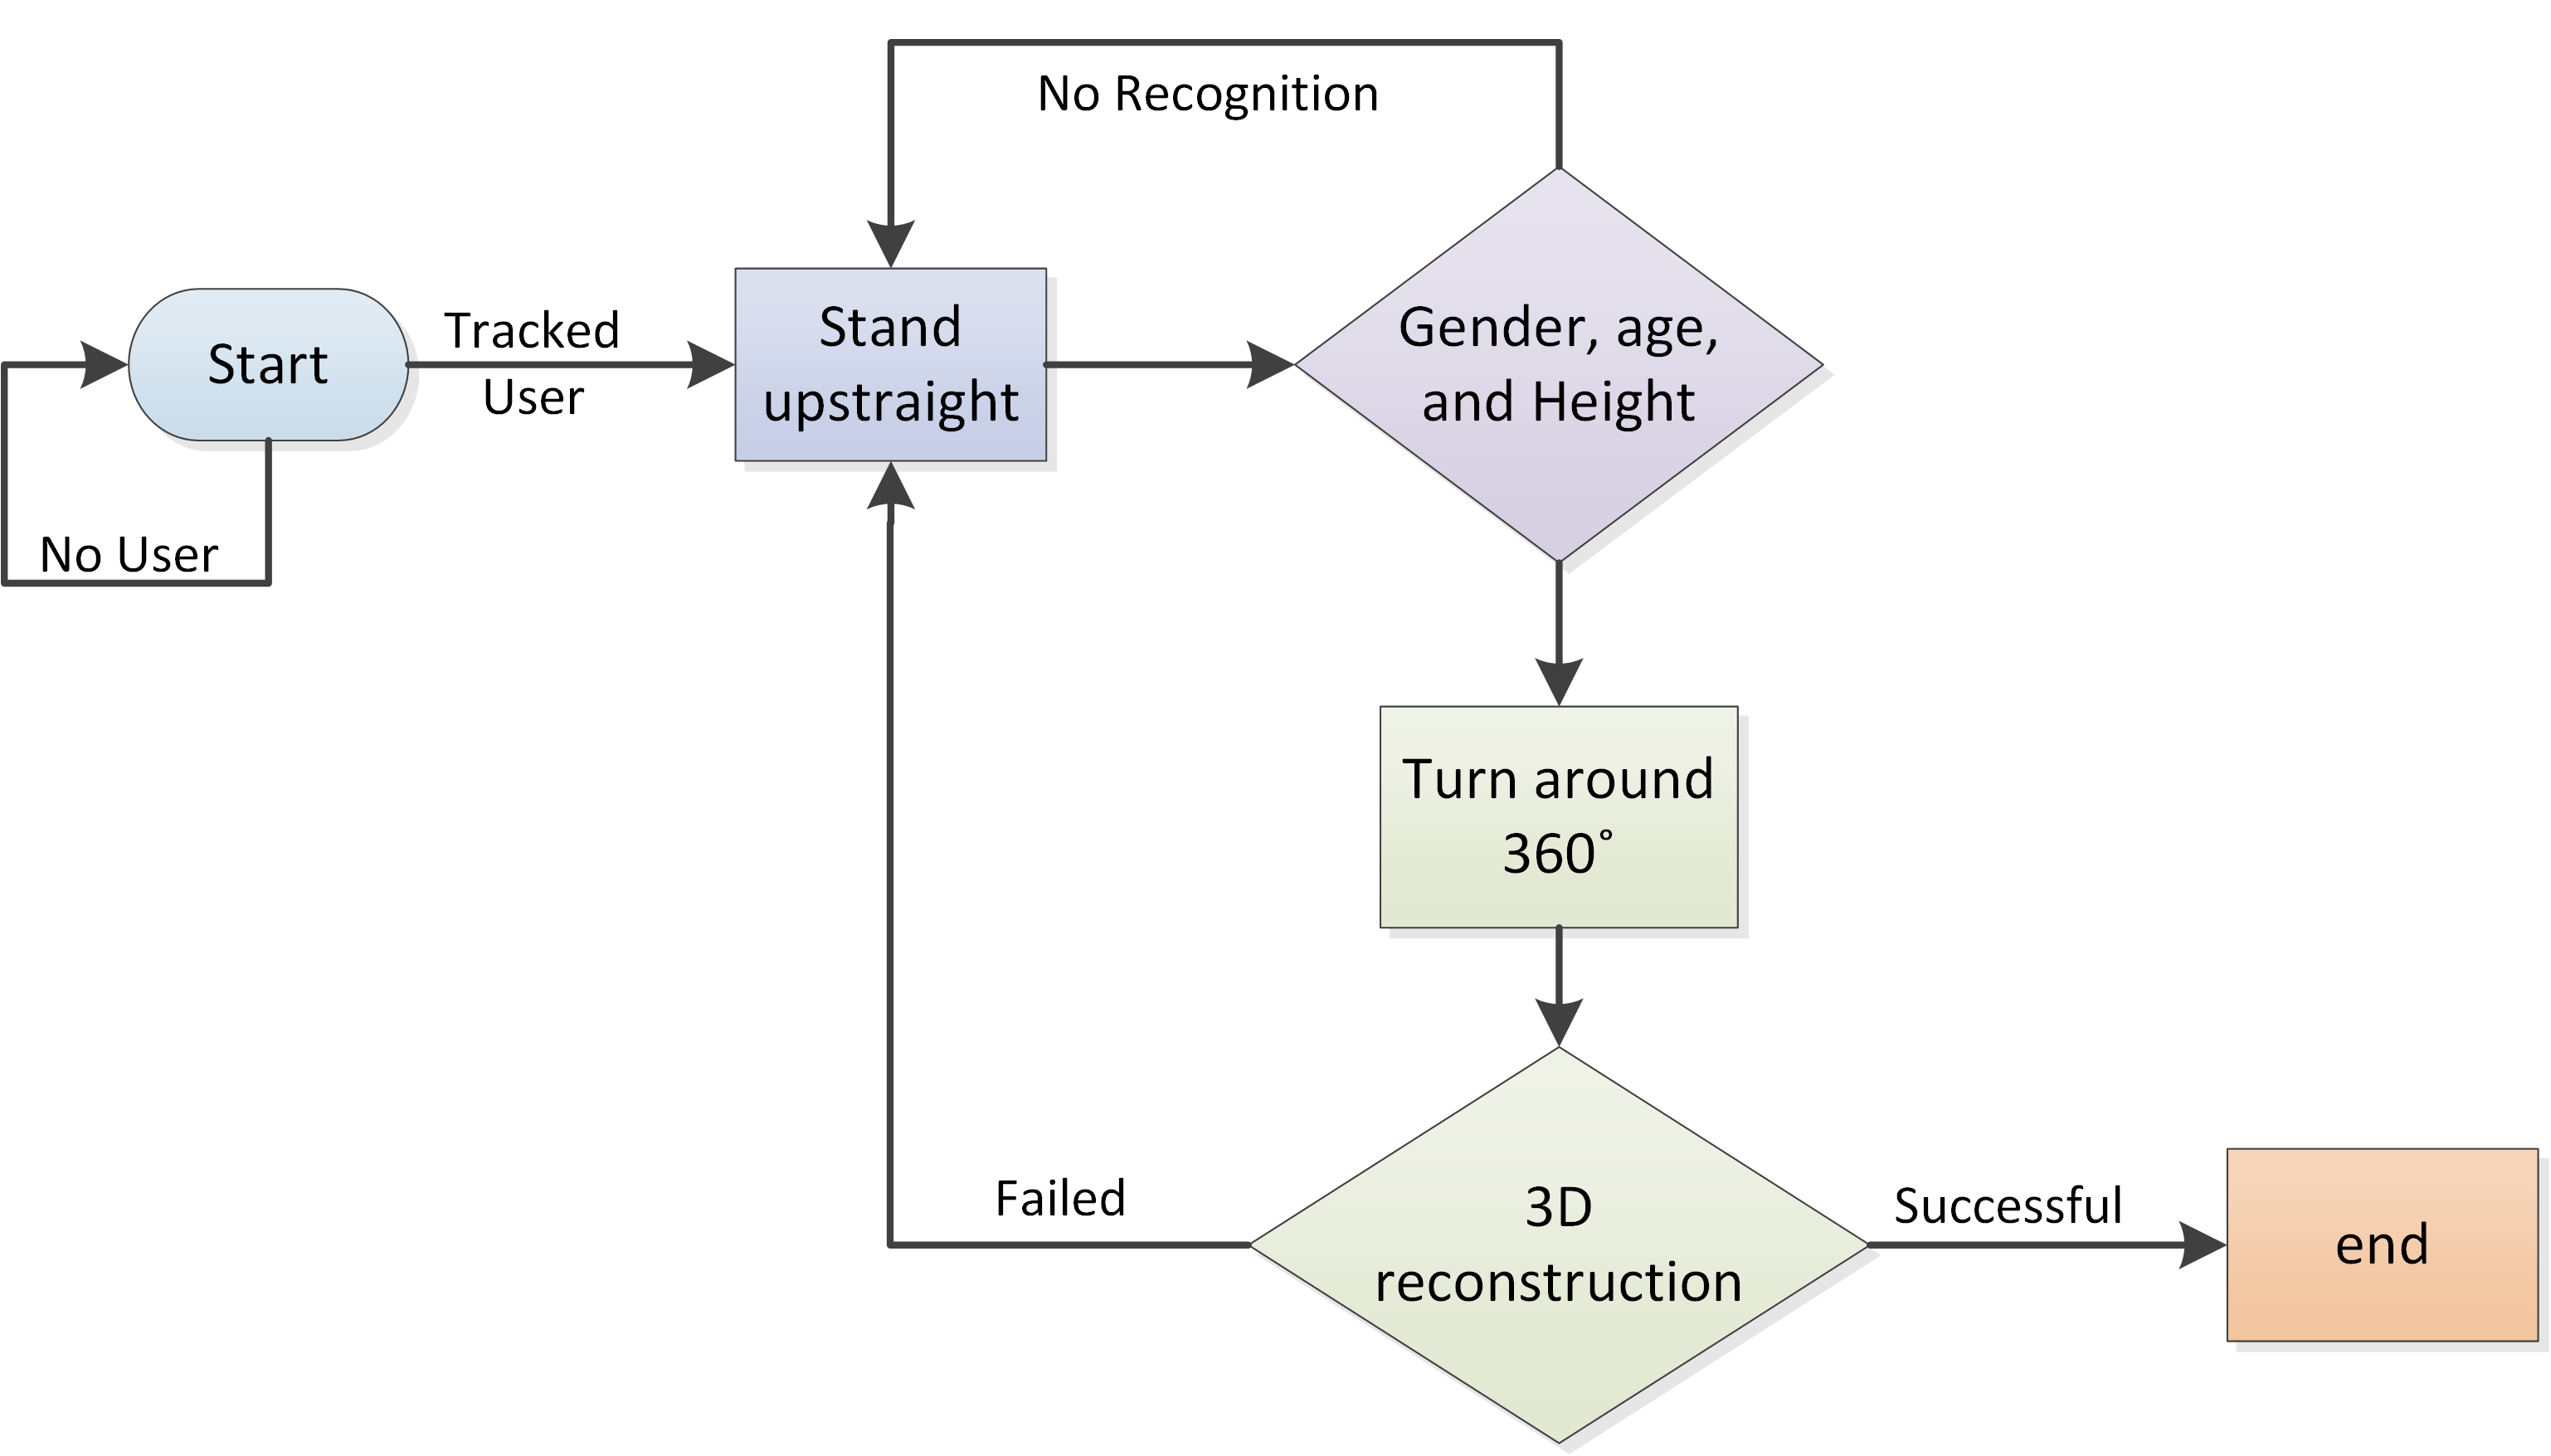 No Recognition
Start
Tracked
User
Stand
upstraight
Gender, age,
and Height
No User
Turn around
360°
Failed
3D
reconstruction
Successful
end